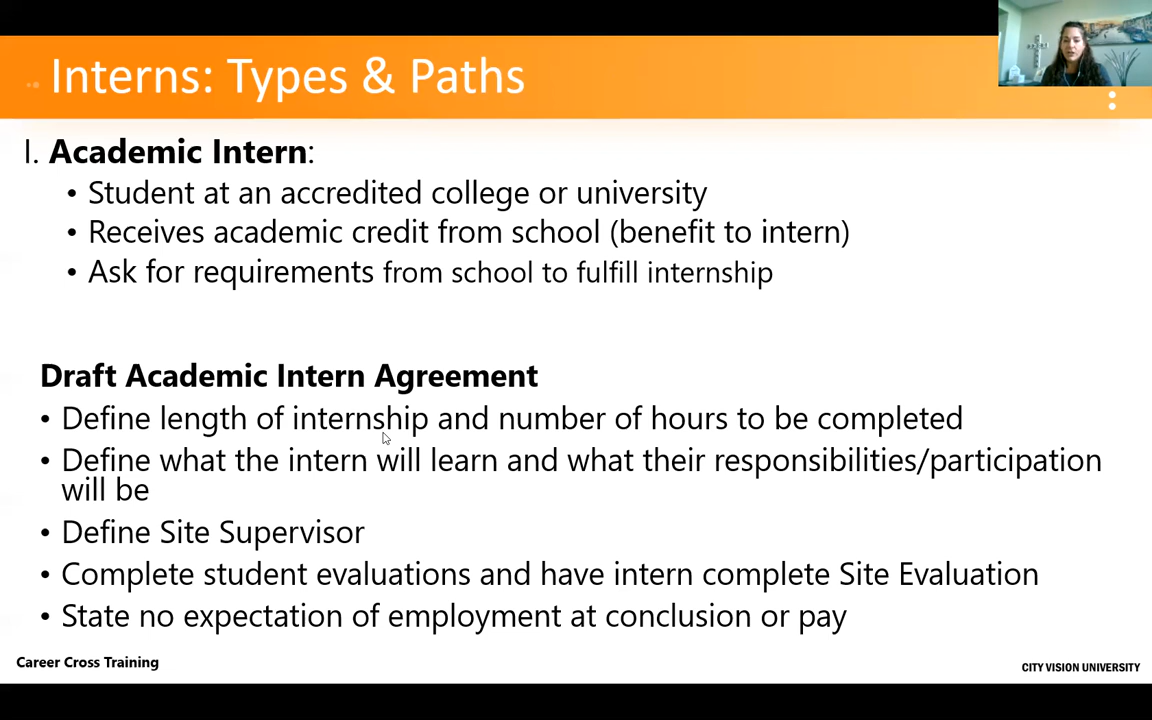 Interns: Types & Paths
I. Academic Intern:
• Student at an accredited college or university
• Receives academic credit from school (benefit to intern)
• Ask for requirements from school to fulfill internship
Draft Academic Intern Agreement
• Define length of internship and number of hours to be completed
• Define what the intern will learn and what their responsibilities/participation
will be
• Define Site Supervisor
• Complete student evaluations and have intern complete Site Evaluation
• State no expectation of employment at conclusion or pay
Career Cross Training
CITY VISION UNIVERSITY